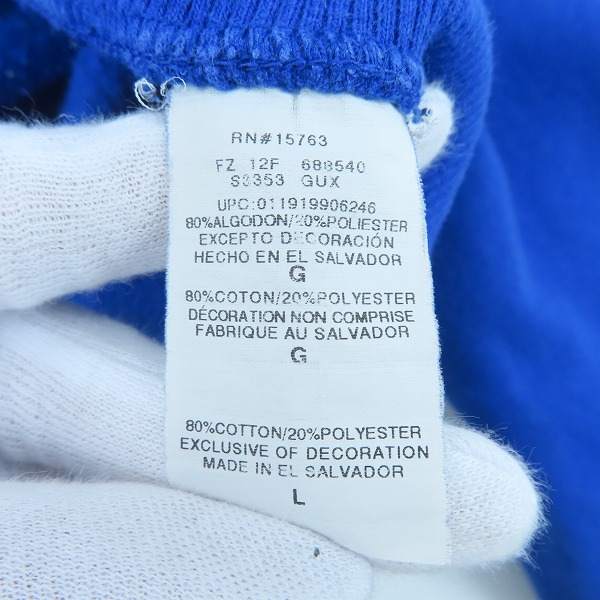 RN#15763
FZ 12F 688540
S3353 GUX
UPC:011919906246
80%ALGODON/20%POLIESTER
EXCEPTO DECORACIÓN
HECHO EN EL SALVADOR
G
80%COTON/20%POLYESTER
DÉCORATION NON COMPRISE
FABRIQUE AU SALVADOR
G
80%COTTON/20%POLYESTER
EXCLUSIVE OF DECORATION
MADE IN EL SALVADOR
L